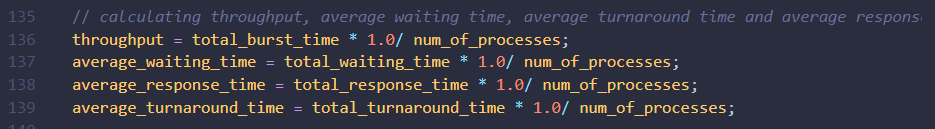 135 // calculating throughput, average waiting time, average turnaround time and average respons
136 throughput = total_burst_time * 1.0/ num_of_processes;
137 average_waiting_time = total_waiting_time * 1.0/ num_of_processes;
138 average_response_time = total_response_time * 1.0/ num_of_processes;
139 average_turnaround_time = total_turnaround_time * 1.0/ num_of_processes;